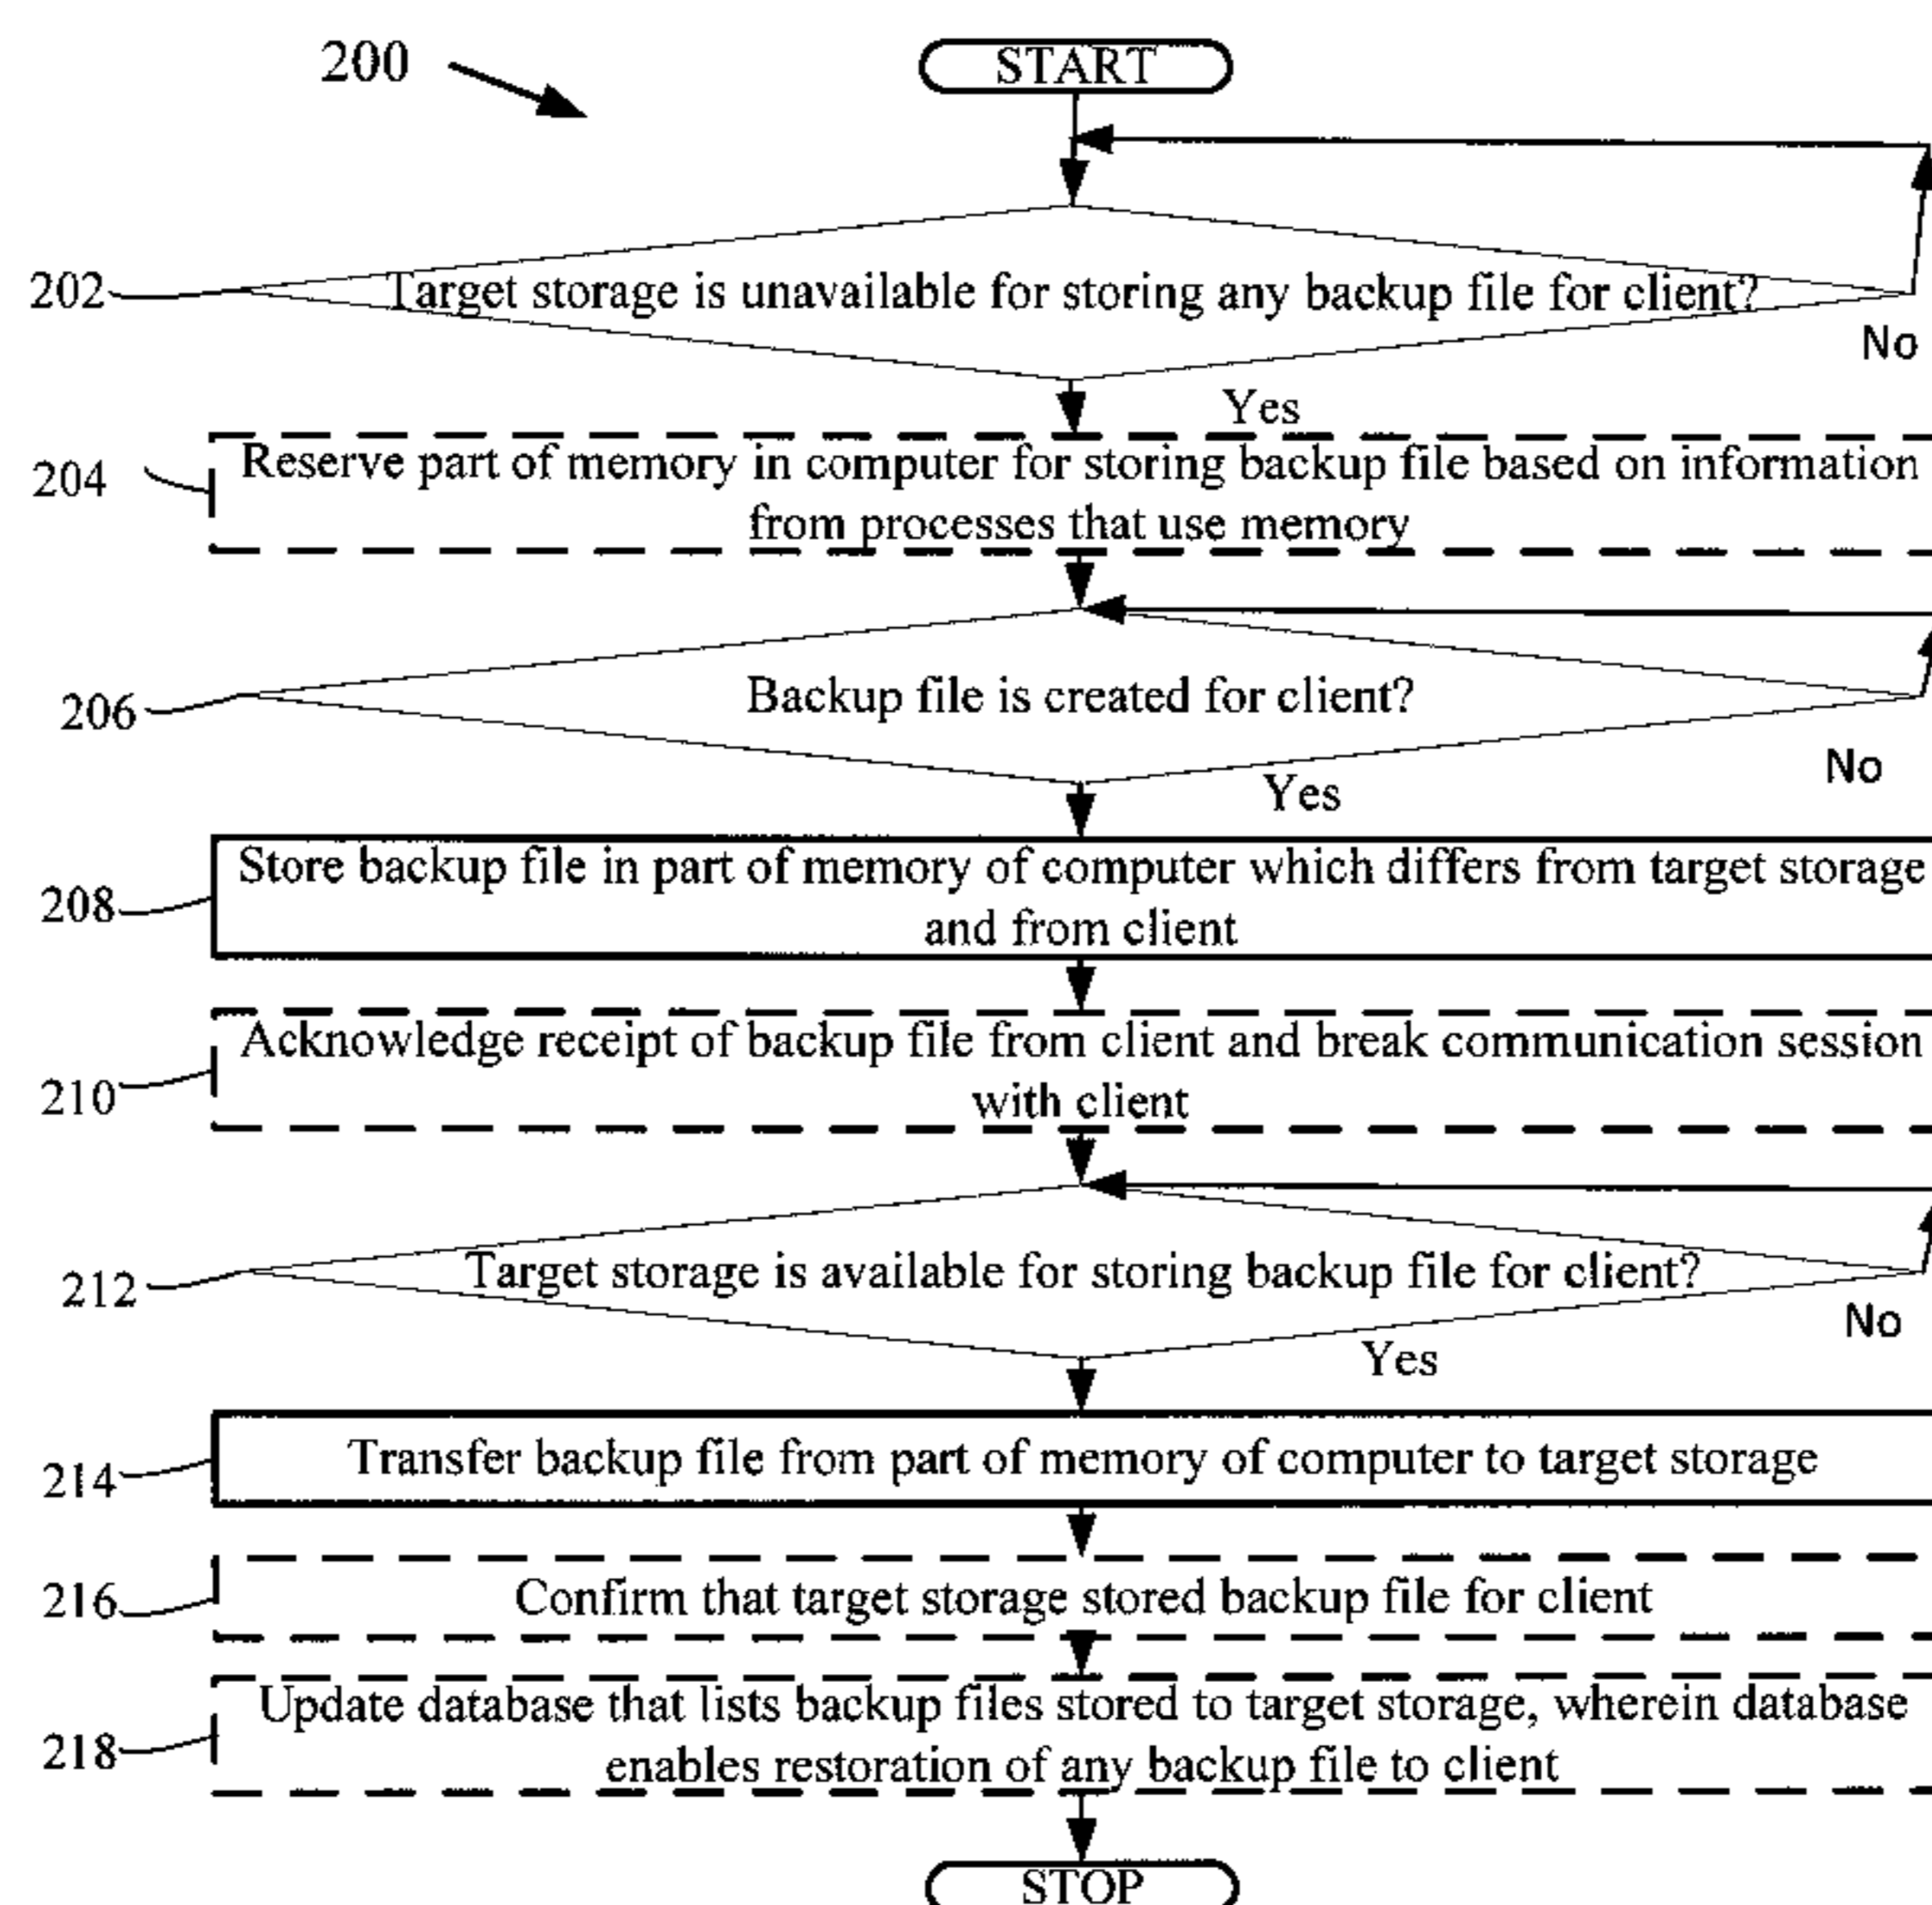 200
START
202
Target storage is unavailable for storing any backup file for client?
No
Yes
204
Reserve part of memory in computer for storing backup file based on information
from processes that use memory
206
Backup file is created for client?
No
Yes
208
Store backup file in part of memory of computer which differs from target storage
and from client
210
Acknowledge receipt of backup file from client and break communication session
with client
212
Target storage is available for storing backup file for client?
No
Yes
214
Transfer backup file from part of memory of computer to target storage
216
Confirm that target storage stored backup file for client
218
Update database that lists backup files stored to target storage, wherein database
enables restoration of any backup file to client
STOP